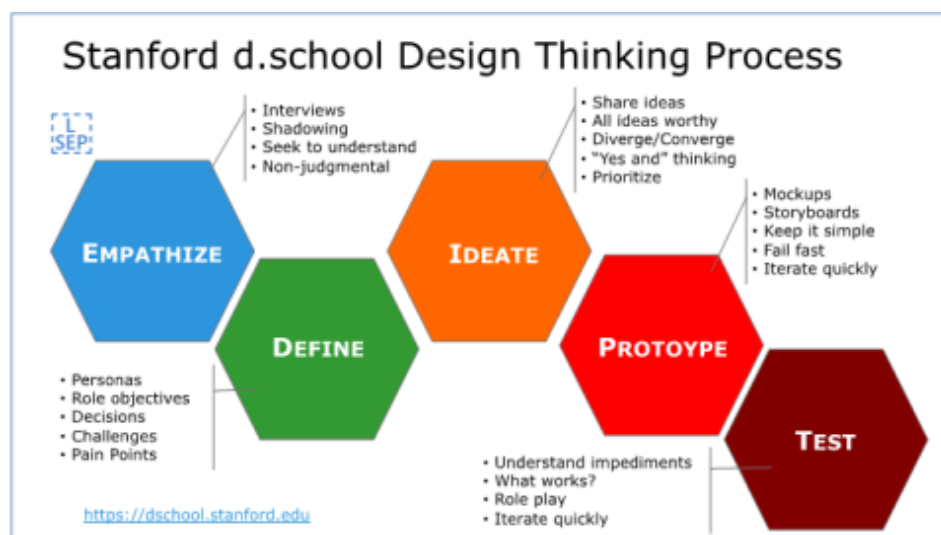 Stanford d.school Design Thinking Process
L
SEP
• Interviews
• Shadowing
• Seek to understand
• Non-judgmental
EMPATHIZE
• Personas
• Role objectives
• Decisions
• Challenges
• Pain Points
DEFINE
• Share ideas
• All ideas worthy
• Diverge/Converge
• “Yes and” thinking
• Prioritize
IDEATE
• Mockups
• Storyboards
• Keep it simple
• Fail fast
• Iterate quickly
PROTOYPE
• Understand impediments
• What works?
• Role play
• Iterate quickly
TEST
https://dschool.stanford.edu